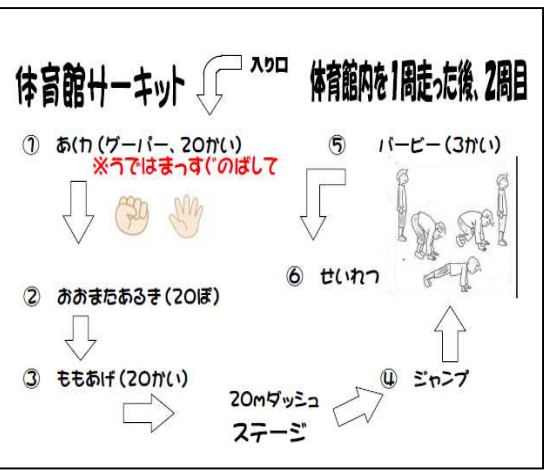 体育館サーキット
入り口
体育館内を1周走った後、2周目
① あくりょく(グーパー、20かい)
※うではまっすぐのばして
② おおまたあるき(20ぽ)
③ ももあげ(20かい)
20mダッシュ
ステージ
④ ジャンプ
⑤ バーピー(3かい)
⑥ せいれつ